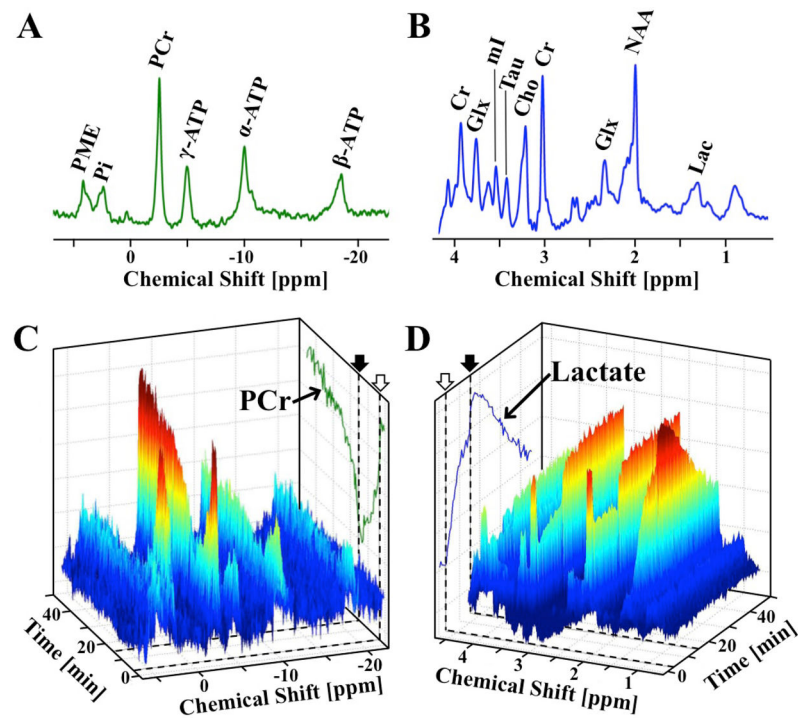 A
PME
Pi
PCr
γ-ATP
α-ATP
β-ATP
0
-10
-20
Chemical Shift [ppm]
B
Cr
Glx
mI
Tau
Cho
Cr
Glx
NAA
Lac
4
3
2
1
Chemical Shift [ppm]
C
PCr
40
20
0
Time [min]
0
-10
-20
Chemical Shift [ppm]
D
Lactate
4
3
2
1
Chemical Shift [ppm]
0
20
40
Time [min]